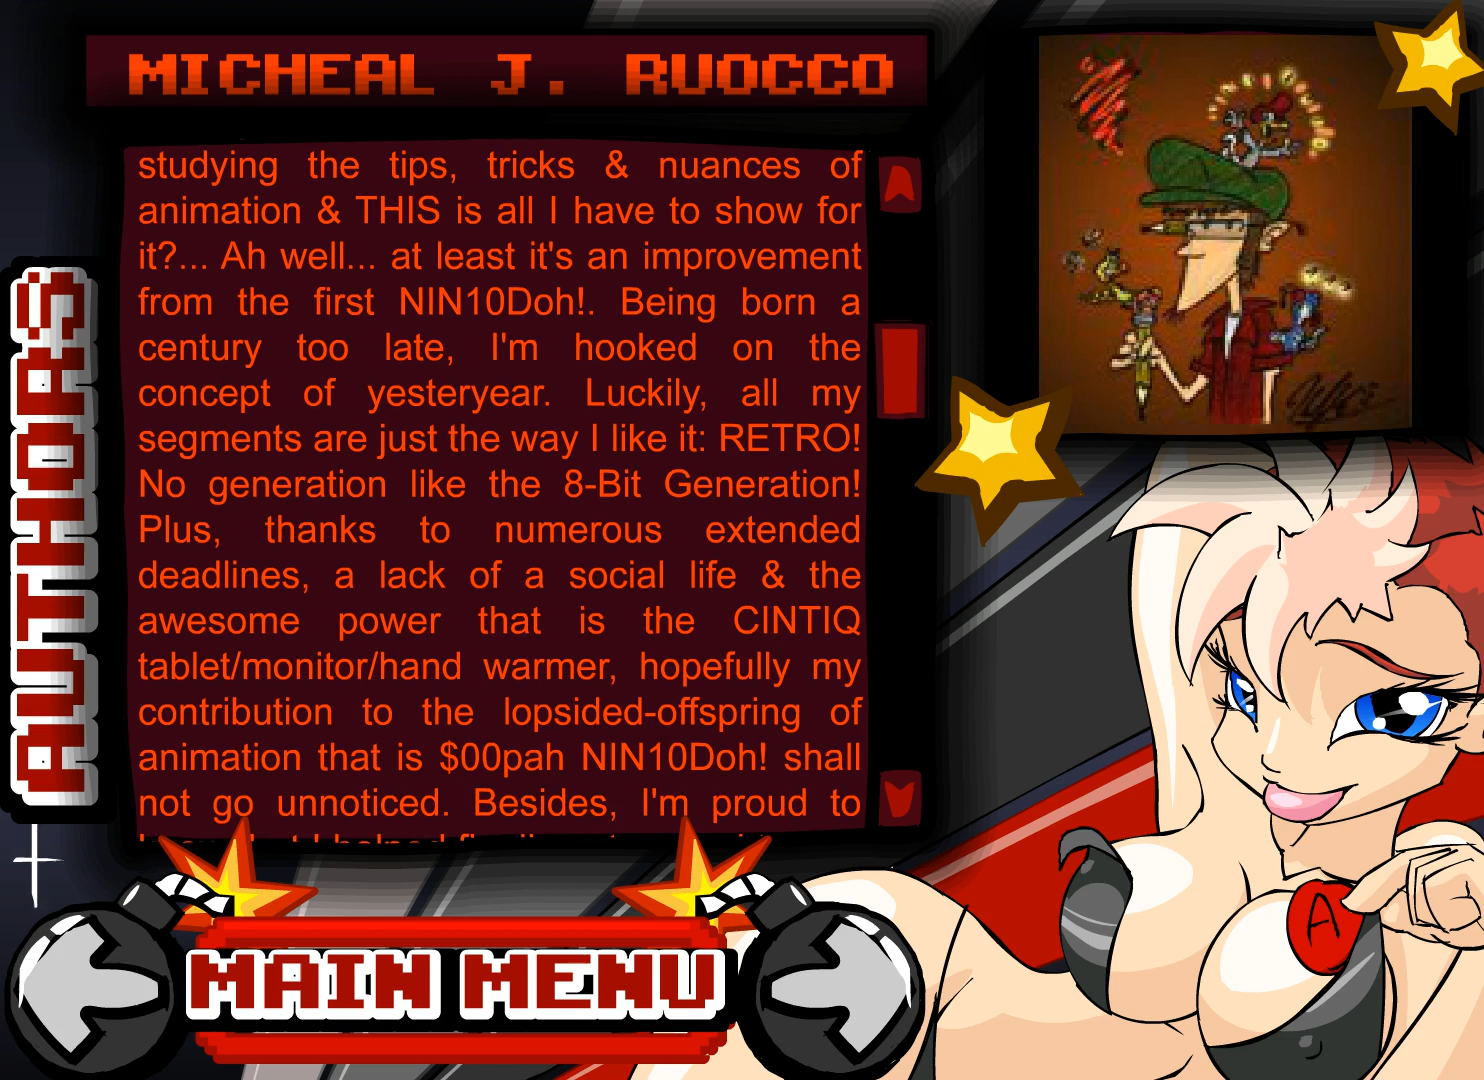 MICHEAL J. RUOCCO
studying the tips, tricks & nuances of
animation & THIS is all I have to show for
it?... Ah well... at least it's an improvement
from the first NIN10Doh!. Being born a
century too late, I'm hooked on the
concept of yesteryear. Luckily, all my
segments are just the way I like it: RETRO!
No generation like the 8-Bit Generation!
Plus, thanks to numerous extended
deadlines, a lack of a social life & the
awesome power that is the CINTIQ
tablet/monitor/hand warmer, hopefully my
contribution to the lopsided-offspring of
animation that is $00pah NIN10Doh! shall
not go unnoticed. Besides, I'm proud to
AUTHORS
MAIN MENU
A